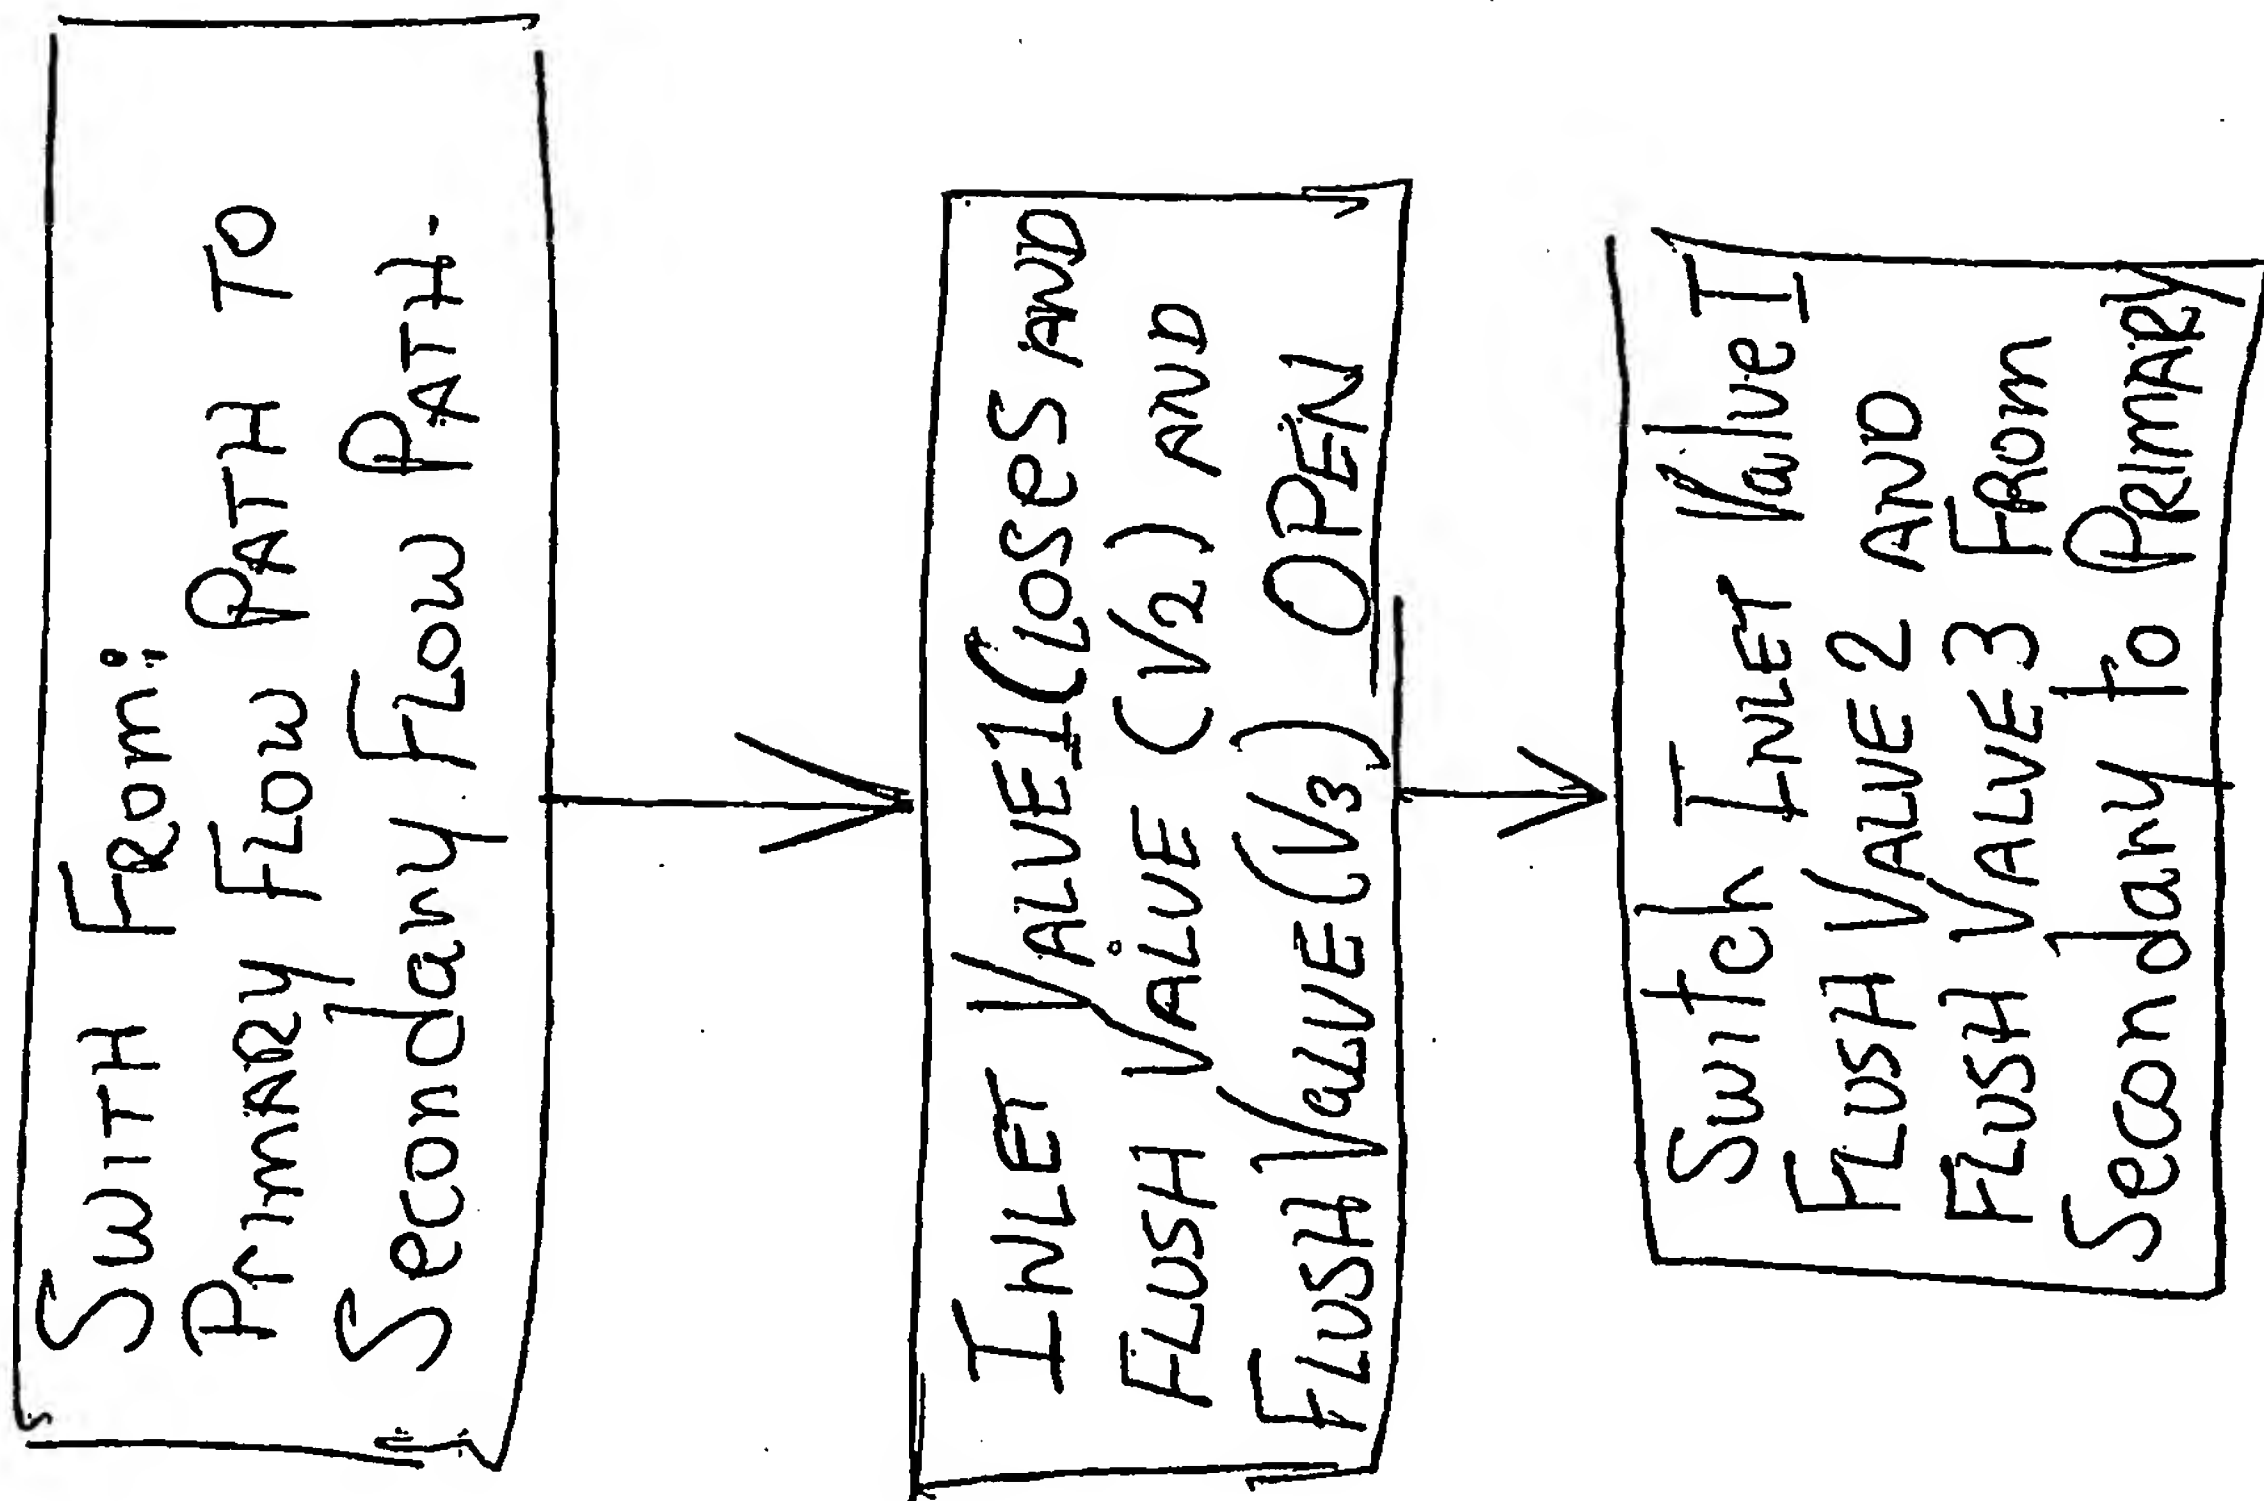 SWITH FROM:
PrIMARY FLOW PATH TO
Secondary FLOW PATH.
INLET VALVE1 CLOSES AND
FLUSH VALVE (V2) AND
FLUSH VALVE (V3) OPEN
Switch INLET Valve I
FLUSH VALVE 2 AND
FLUSH VALVE 3 FROM
Secondary to PRIMARY